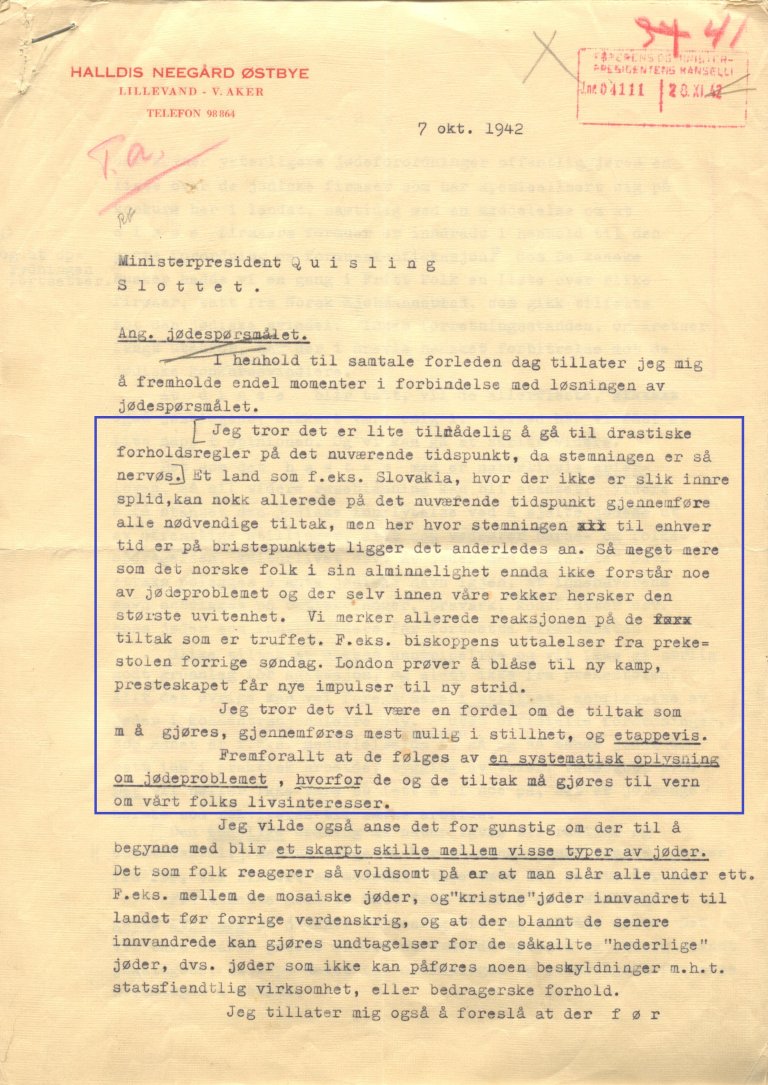 34 41
HALLDIS NEEGÅRD ØSTBYE
LILLEVAND - V. AKER
TELEFON 98864
FØRERENS OG MINISTER-
PRESIDENTENS KANSELLI
Jnr. 04111 20.XI.42
7 okt. 1942
T.a.
Ministerpresident Quisling
Slottet.
Ang. jødespørsmålet.
I henhold til samtale forleden dag tillater jeg mig
å fremholde endel momenter i forbindelse med løsningen av
jødespørsmålet.
[Jeg tror det er lite tilrådelig å gå til drastiske
forholdsregler på det nuværende tidspunkt, da stemningen er så
nervøs.] Et land som f.eks. Slovakia, hvor der ikke er slik innre
splid,kan nokk allerede på det nuværende tidspunkt gjennemføre
alle nødvendige tiltak, men her hvor stemningen til enhver
tid er på bristepunktet ligger det anderledes an. Så meget mere
som det norske folk i sin alminnelighet ennda ikke forstår noe
av jødeproblemet og der selv innen våre rekker hersker den
største uvitenhet. Vi merker allerede reaksjonen på de
tiltak som er truffet. F.eks. biskoppens uttalelser fra preke=
stolen forrige søndag. London prøver å blåse til ny kamp,
presteskapet får nye impulser til ny strid.
Jeg tror det vil være en fordel om de tiltak som
m å gjøres, gjennemføres mest mulig i stillhet, og etappevis.
Fremforallt at de følges av en systematisk oplysning
om jødeproblemet , hvorfor de og de tiltak må gjøres til vern
om vårt folks livsinteresser.
Jeg vilde også anse det for gunstig om der til å
begynne med blir et skarpt skille mellem visse typer av jøder.
Det som folk reagerer så voldsomt på er at man slår alle under ett.
F.eks. mellem de mosaiske jøder, og"kristne"jøder innvandret til
landet før forrige verdenskrig, og at der blannt de senere
innvandrede kan gjøres undtagelser for de såkallte "hederlige"
jøder, dvs. jøder som ikke kan påføres noen beskyldninger m.h.t.
statsfiendtlig virksomhet, eller bedragerske forhold.
Jeg tillater mig også å foreslå at der f ø r